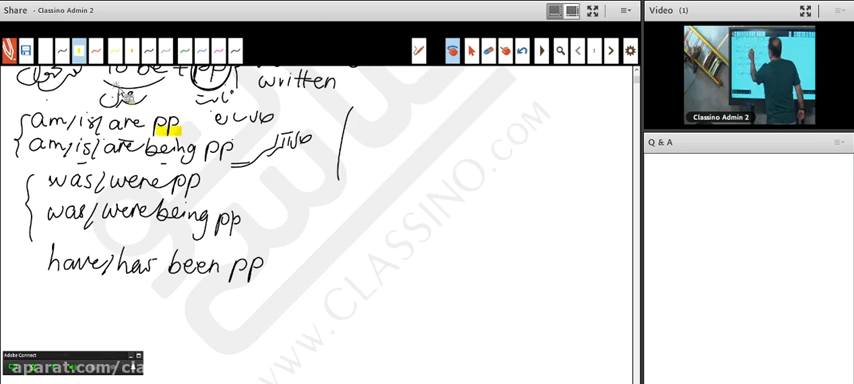 Share - Classino Admin 2
Video (1)
to be + pp
written
am/is/are pp
am/is/are being pp
was/were pp
was/were being pp
have/has been pp
WWW.CLASSINO.COM
Classino Admin 2
Q & A
Adobe Connect
aparat.com/cla